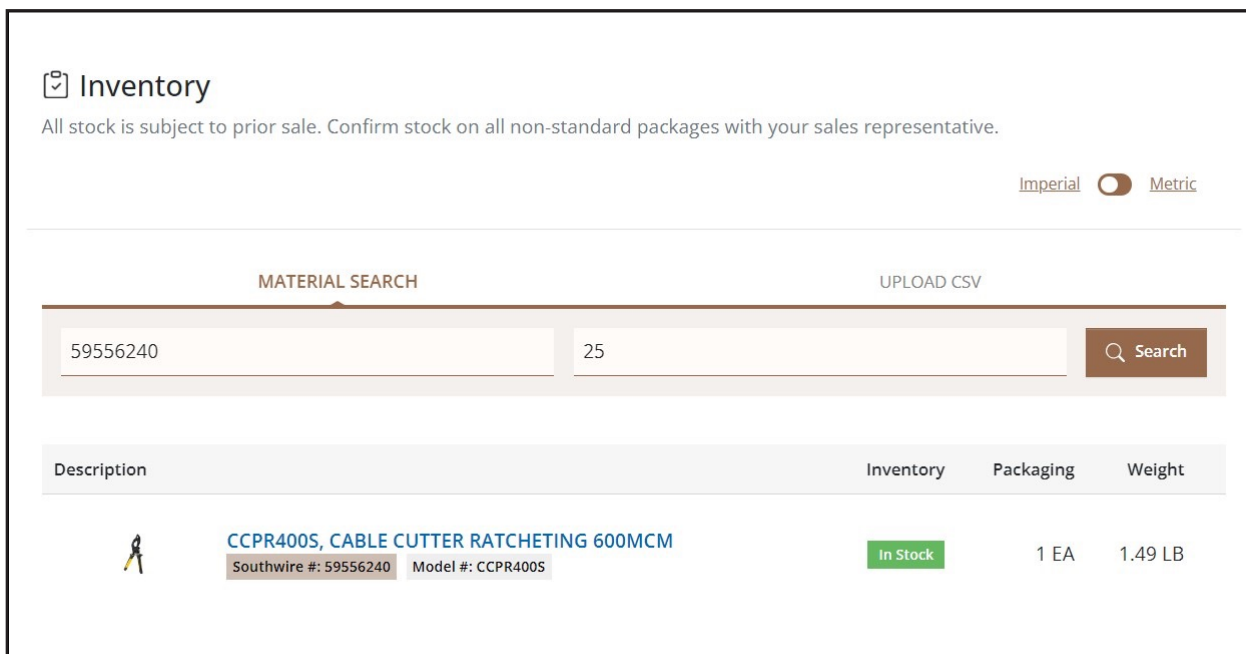 Inventory
All stock is subject to prior sale. Confirm stock on all non-standard packages with your sales representative.
Imperial Metric
MATERIAL SEARCH UPLOAD CSV
59556240 25 Search
Description Inventory Packaging Weight
CCPR400S, CABLE CUTTER RATCHETING 600MCM
Southwire #: 59556240 Model #: CCPR400S
In Stock 1 EA 1.49 LB